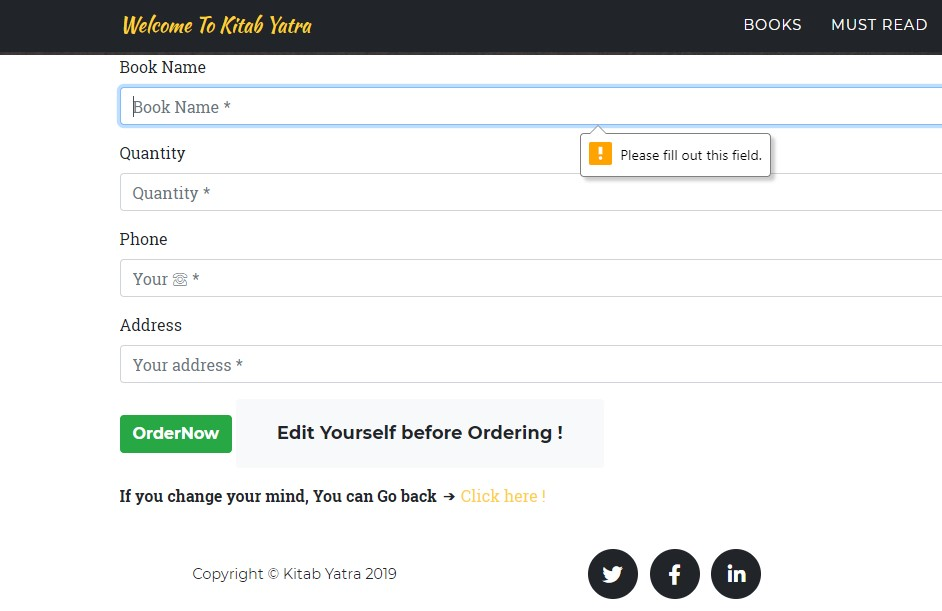 Welcome To Kitab Yatra
BOOKS MUST READ
Book Name
Book Name *
Please fill out this field.
Quantity
Quantity *
Phone
Your ☏ *
Address
Your address *
OrderNow
Edit Yourself before Ordering !
If you change your mind, You can Go back ➔ Click here !
Copyright © Kitab Yatra 2019